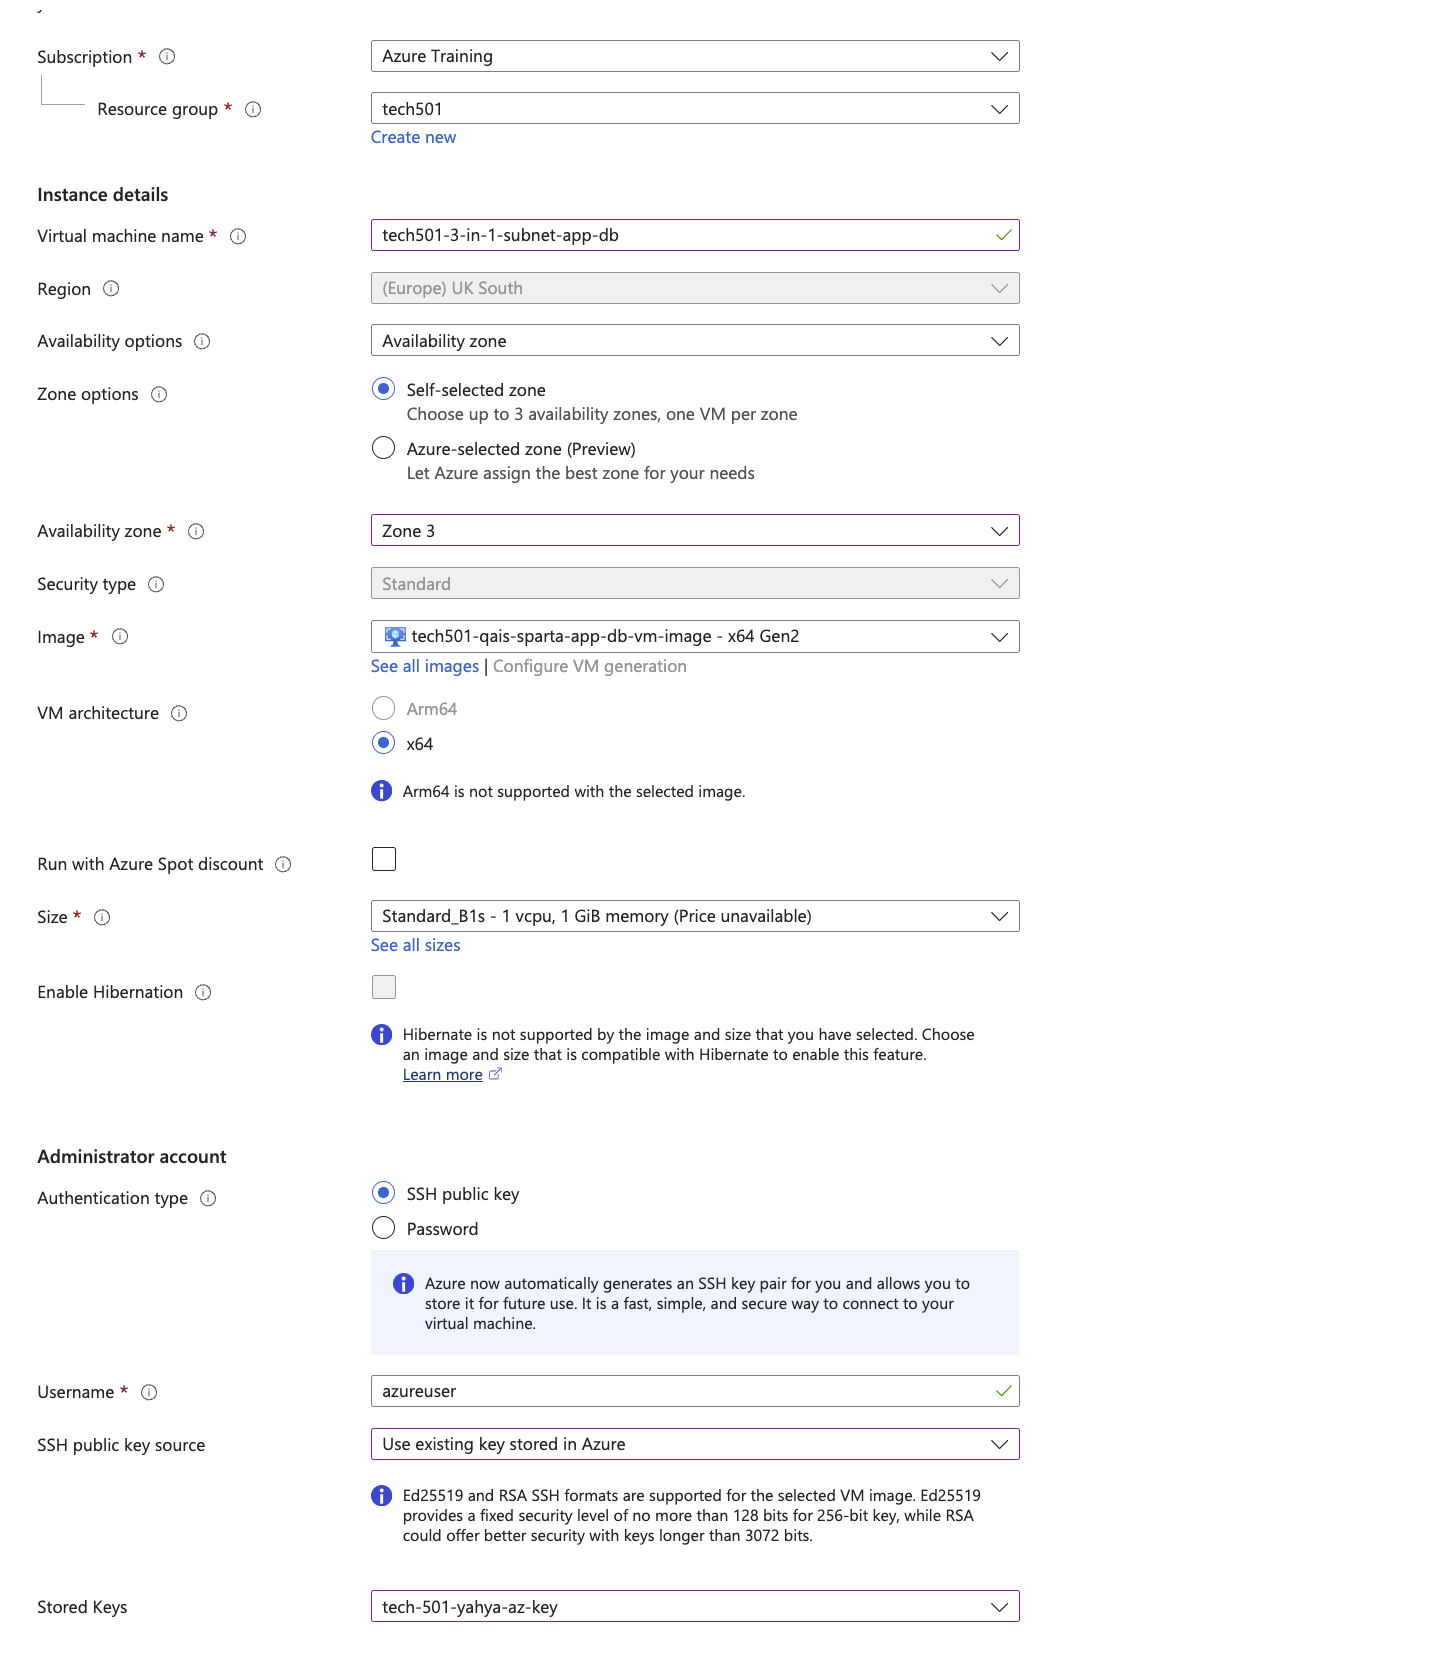 Subscription *
Azure Training
Resource group *
tech501
Create new
Instance details
Virtual machine name *
tech501-3-in-1-subnet-app-db
Region
(Europe) UK South
Availability options
Availability zone
Zone options
Self-selected zone
Choose up to 3 availability zones, one VM per zone
Azure-selected zone (Preview)
Let Azure assign the best zone for your needs
Availability zone *
Zone 3
Security type
Standard
Image *
tech501-qais-sparta-app-db-vm-image - x64 Gen2
See all images | Configure VM generation
VM architecture
Arm64
x64
Arm64 is not supported with the selected image.
Run with Azure Spot discount
Size *
Standard_B1s - 1 vcpu, 1 GiB memory (Price unavailable)
See all sizes
Enable Hibernation
Hibernate is not supported by the image and size that you have selected. Choose
an image and size that is compatible with Hibernate to enable this feature.
Learn more
Administrator account
Authentication type
SSH public key
Password
Azure now automatically generates an SSH key pair for you and allows you to
store it for future use. It is a fast, simple, and secure way to connect to your
virtual machine.
Username *
azureuser
SSH public key source
Use existing key stored in Azure
Ed25519 and RSA SSH formats are supported for the selected VM image. Ed25519
provides a fixed security level of no more than 128 bits for 256-bit key, while RSA
could offer better security with keys longer than 3072 bits.
Stored Keys
tech-501-yahya-az-key